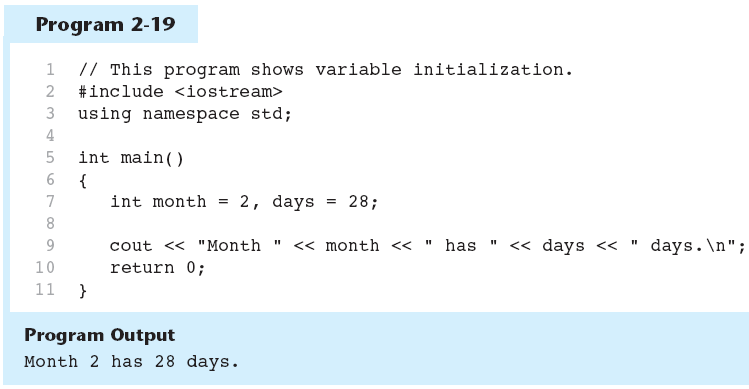 Program 2-19
1 // This program shows variable initialization.
2 #include <iostream>
3 using namespace std;
4
5 int main()
6 {
7 int month = 2, days = 28;
8
9 cout << "Month " << month << " has " << days << " days.\n";
10 return 0;
11 }
Program Output
Month 2 has 28 days.